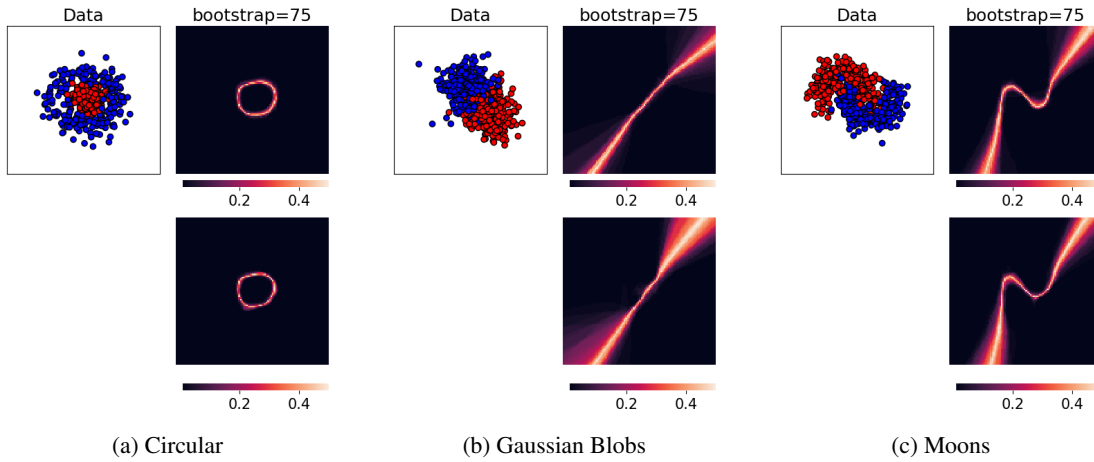 Data bootstrap=75 Data bootstrap=75 Data bootstrap=75
0.2 0.4 0.2 0.4 0.2 0.4
0.2 0.4 0.2 0.4 0.2 0.4
(a) Circular (b) Gaussian Blobs (c) Moons